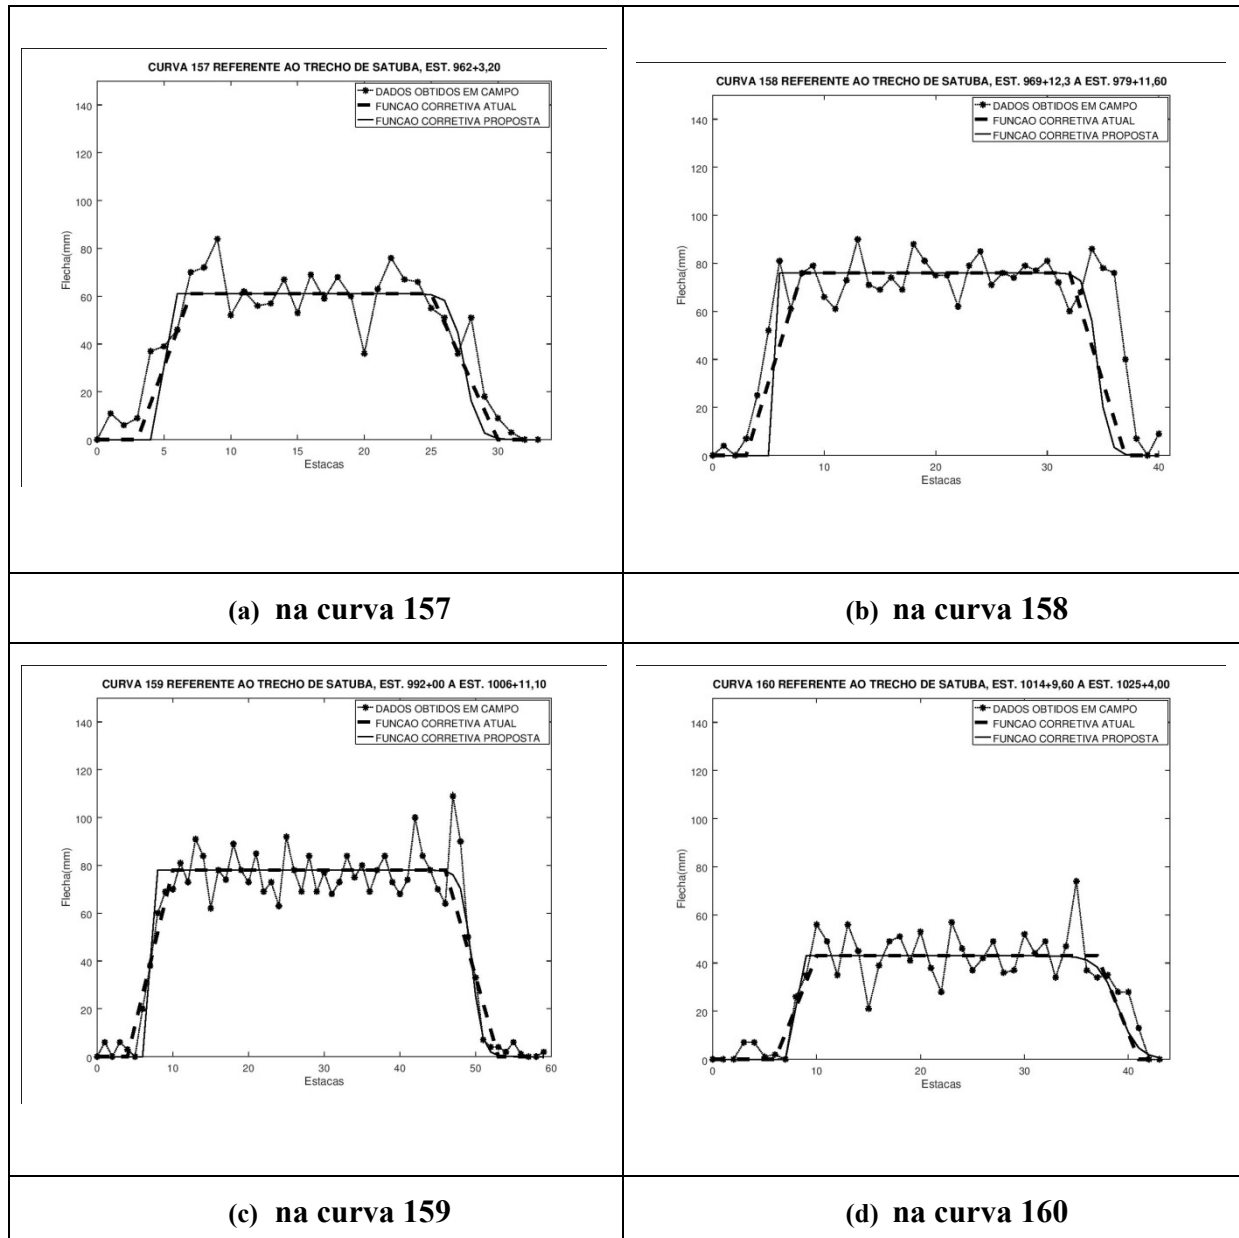 CURVA 157 REFERENTE AO TRECHO DE SATUBA, EST. 962+3,20
DADOS OBTIDOS EM CAMPO
FUNCAO CORRETIVA ATUAL
FUNCAO CORRETIVA PROPOSTA
140
120
100
80
60
40
20
0
Flecha(mm)
0 5 10 15 20 25 30
Estacas
CURVA 158 REFERENTE AO TRECHO DE SATUBA, EST. 969+12,3 A EST. 979+11,60
DADOS OBTIDOS EM CAMPO
FUNCAO CORRETIVA ATUAL
FUNCAO CORRETIVA PROPOSTA
140
120
100
80
60
40
20
0
Flecha(mm)
0 10 20 30 40
Estacas
(a) na curva 157
(b) na curva 158
CURVA 159 REFERENTE AO TRECHO DE SATUBA, EST. 992+00 A EST. 1006+11,10
DADOS OBTIDOS EM CAMPO
FUNCAO CORRETIVA ATUAL
FUNCAO CORRETIVA PROPOSTA
140
120
100
80
60
40
20
0
Flecha(mm)
0 10 20 30 40 50 60
Estacas
CURVA 160 REFERENTE AO TRECHO DE SATUBA, EST. 1014+9,60 A EST. 1025+4,00
DADOS OBTIDOS EM CAMPO
FUNCAO CORRETIVA ATUAL
FUNCAO CORRETIVA PROPOSTA
140
120
100
80
60
40
20
0
Flecha(mm)
0 10 20 30 40
Estacas
(c) na curva 159
(d) na curva 160